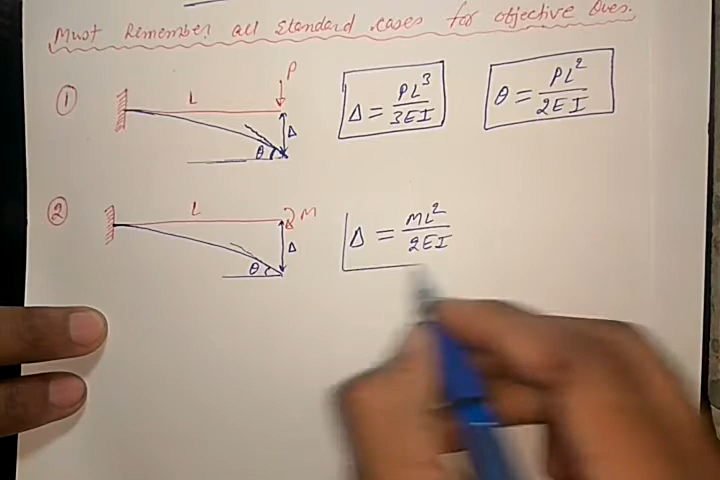 Must Remember all Standard cases for objective Ques.
① L P Δ θ Δ = PL³/3EI θ = PL²/2EI
② L M Δ θ Δ = ML²/2EI